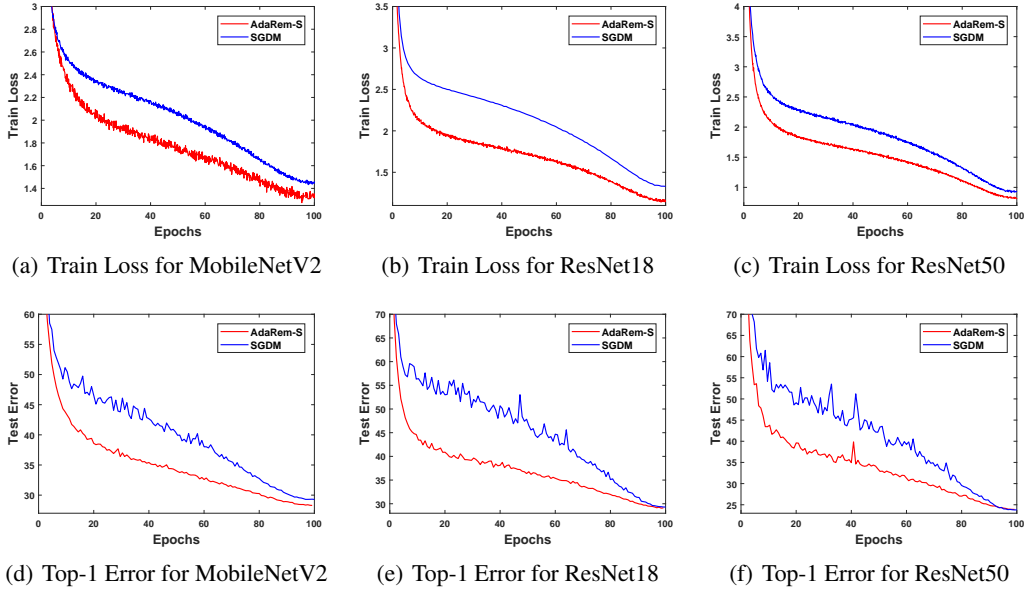 3
2.8
2.6
2.4
2.2
2
1.8
1.6
1.4
Train Loss
0 20 40 60 80 100
Epochs
AdaRem-S
SGDM
(a) Train Loss for MobileNetV2
3.5
3
2.5
2
1.5
Train Loss
0 20 40 60 80 100
Epochs
AdaRem-S
SGDM
(b) Train Loss for ResNet18
4
3.5
3
2.5
2
1.5
1
Train Loss
0 20 40 60 80 100
Epochs
AdaRem-S
SGDM
(c) Train Loss for ResNet50
60
55
50
45
40
35
30
Test Error
0 20 40 60 80 100
Epochs
AdaRem-S
SGDM
(d) Top-1 Error for MobileNetV2
70
65
60
55
50
45
40
35
30
Test Error
0 20 40 60 80 100
Epochs
AdaRem-S
SGDM
(e) Top-1 Error for ResNet18
70
65
60
55
50
45
40
35
30
25
Test Error
0 20 40 60 80 100
Epochs
AdaRem-S
SGDM
(f) Top-1 Error for ResNet50